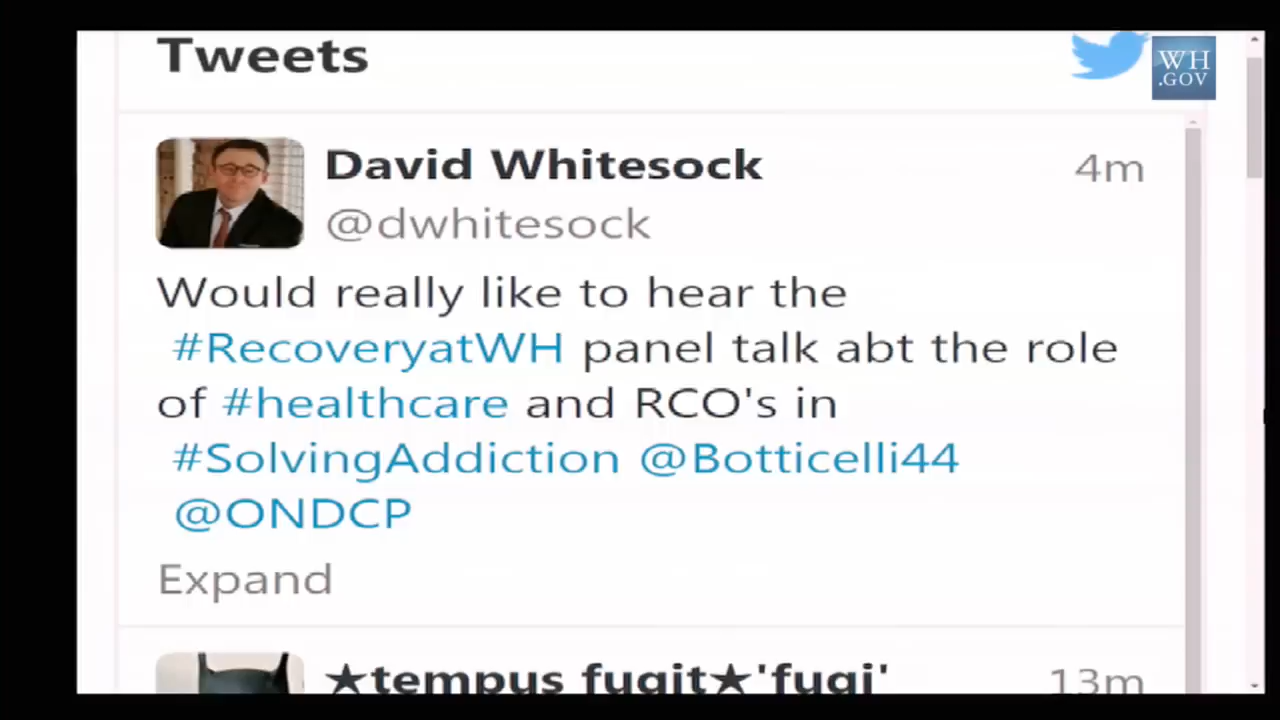 Tweets
WH
.GOV
David Whitesock
4m
@dwhitesock
Would really like to hear the
#RecoveryatWH panel talk abt the role
of #healthcare and RCO's in
#SolvingAddiction @Botticelli44
@ONDCP
Expand
★tempus fugit★'fugi'
13m